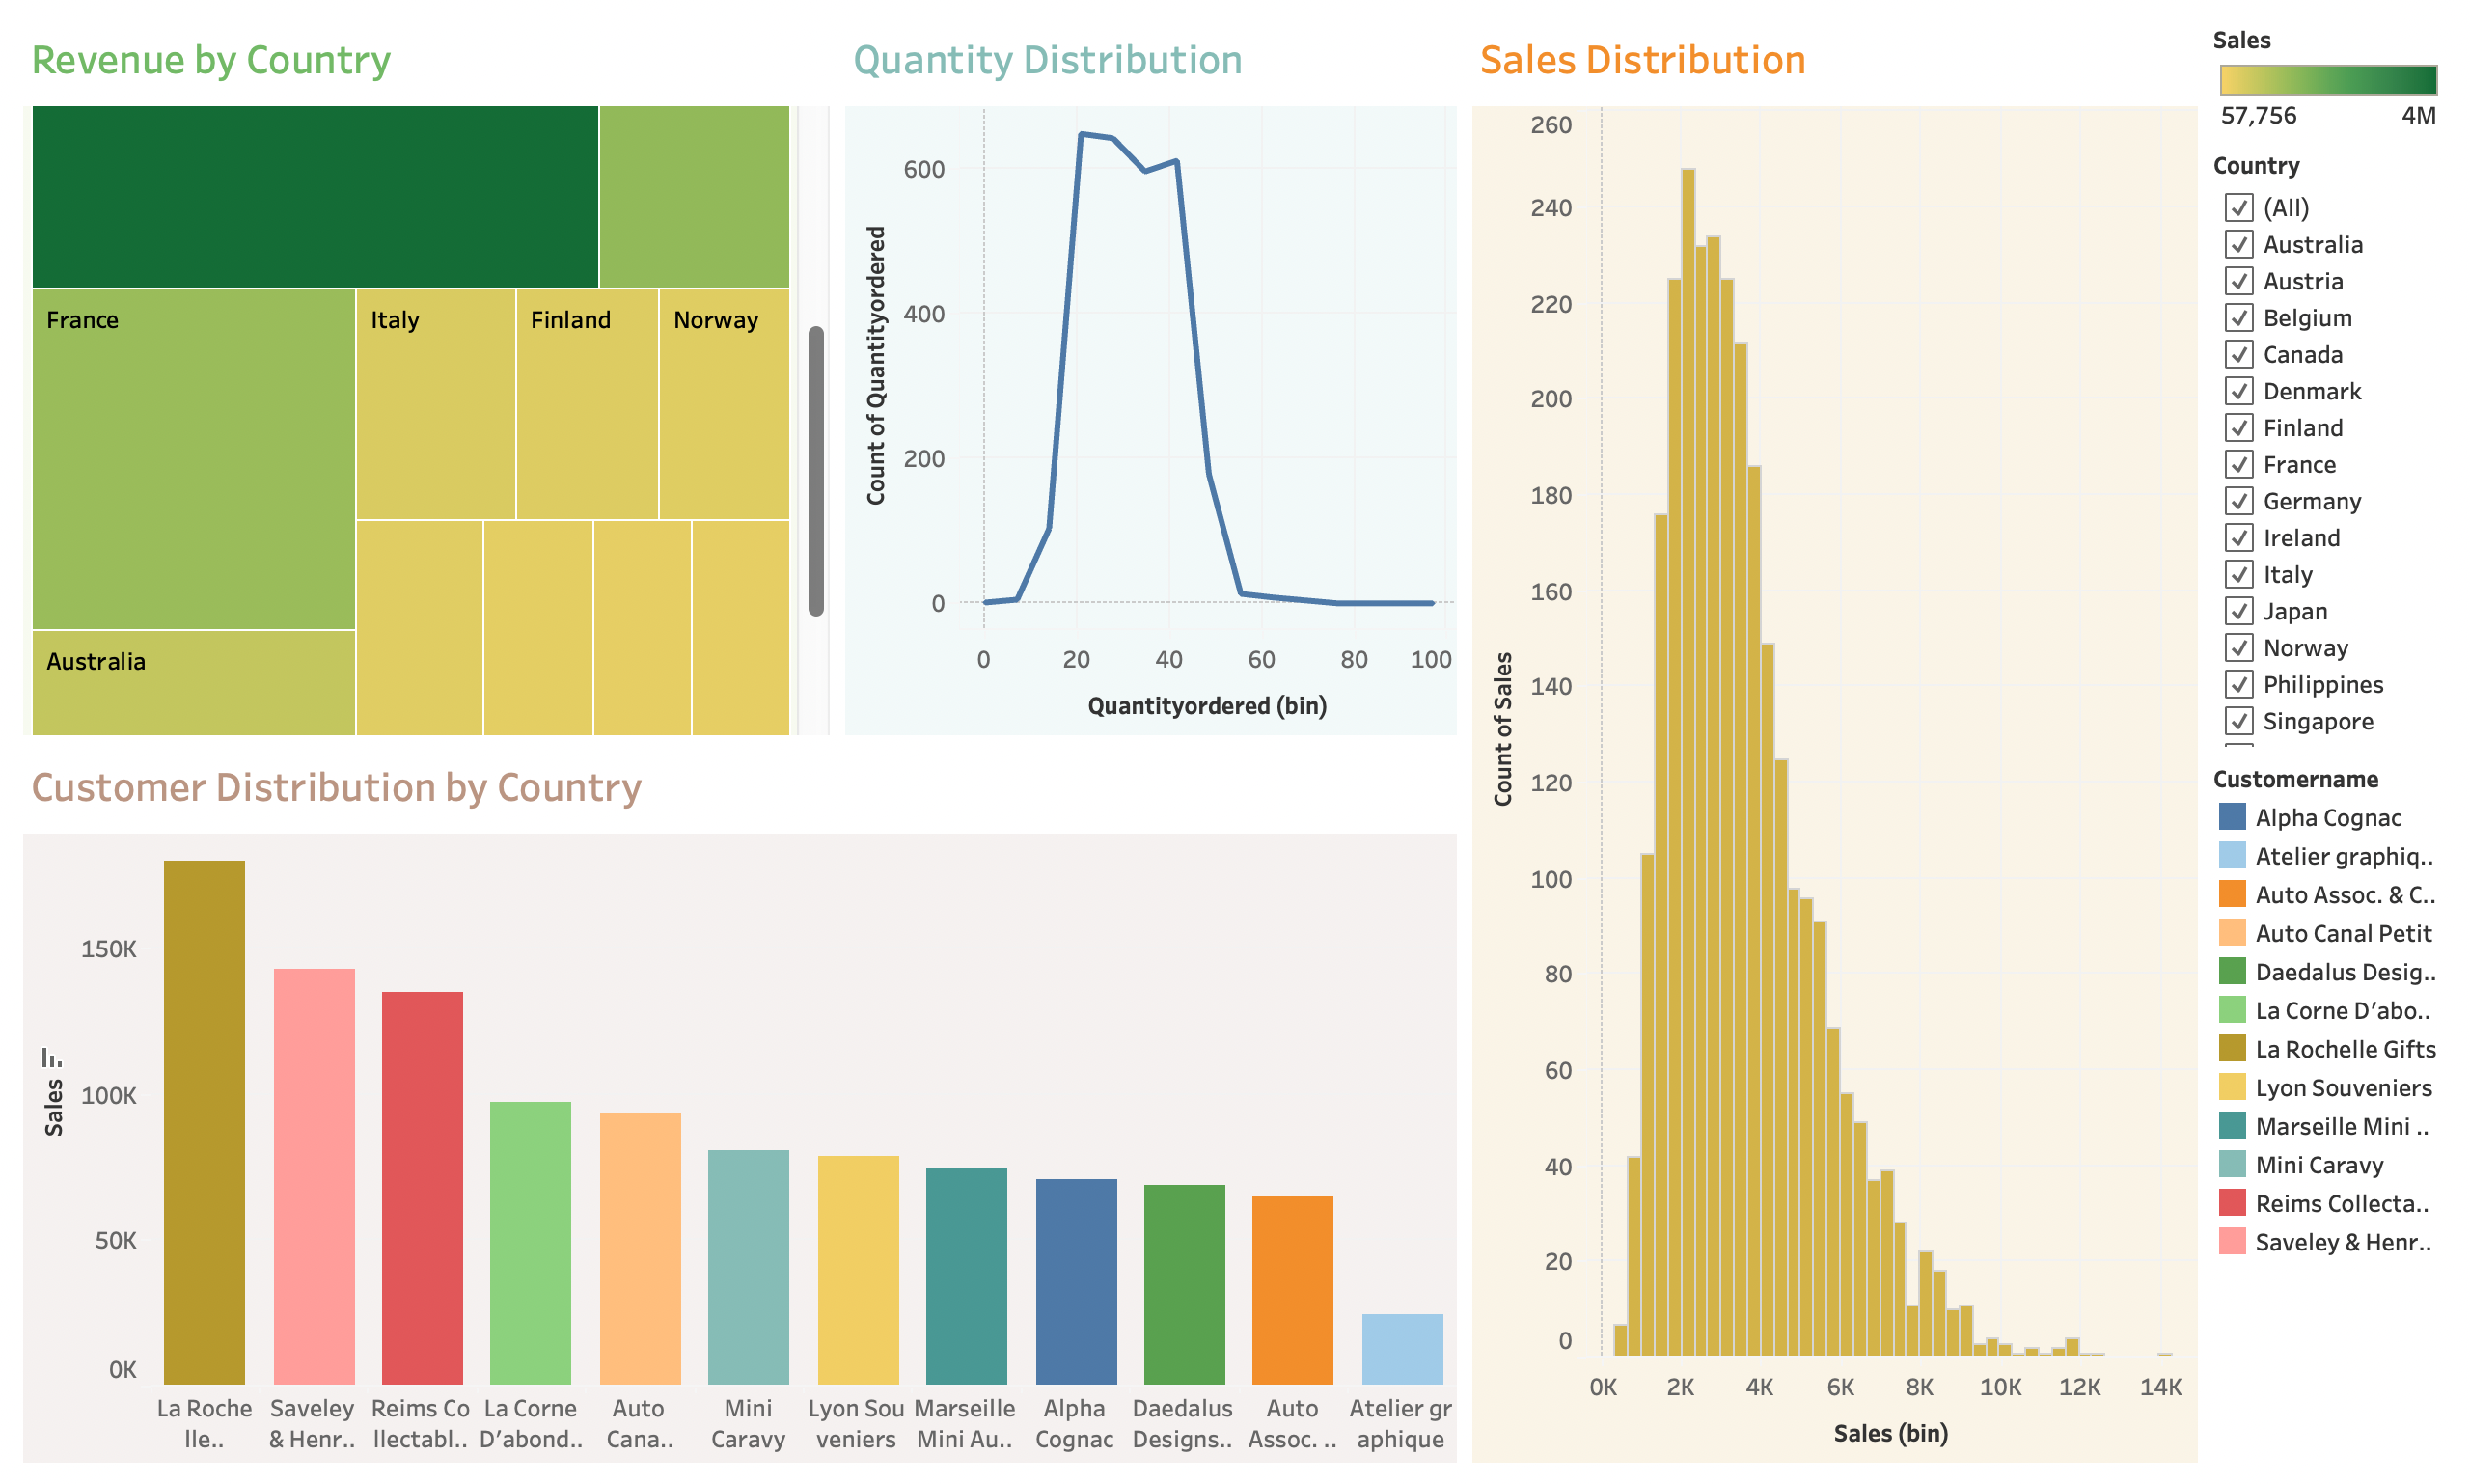 Revenue by Country
France
Italy
Finland
Norway
Australia
Quantity Distribution
Count of Quantityordered
600
400
200
0
0 20 40 60 80 100
Quantityordered (bin)
Sales Distribution
Count of Sales
260
240
220
200
180
160
140
120
100
80
60
40
20
0
0K 2K 4K 6K 8K 10K 12K 14K
Sales (bin)
Sales
57,756 4M
Country
(All)
Australia
Austria
Belgium
Canada
Denmark
Finland
France
Germany
Ireland
Italy
Japan
Norway
Philippines
Singapore
Customername
Alpha Cognac
Atelier graphiq..
Auto Assoc. & C..
Auto Canal Petit
Daedalus Desig..
La Corne D’abo..
La Rochelle Gifts
Lyon Souveniers
Marseille Mini ..
Mini Caravy
Reims Collecta..
Saveley & Henr..
Customer Distribution by Country
Sales
150K
100K
50K
0K
La Roche
lle..
Saveley
& Henr..
Reims Co
llectabl..
La Corne
D’abond..
Auto
Cana..
Mini
Caravy
Lyon Sou
veniers
Marseille
Mini Au..
Alpha
Cognac
Daedalus
Designs..
Auto
Assoc. ..
Atelier gr
aphique